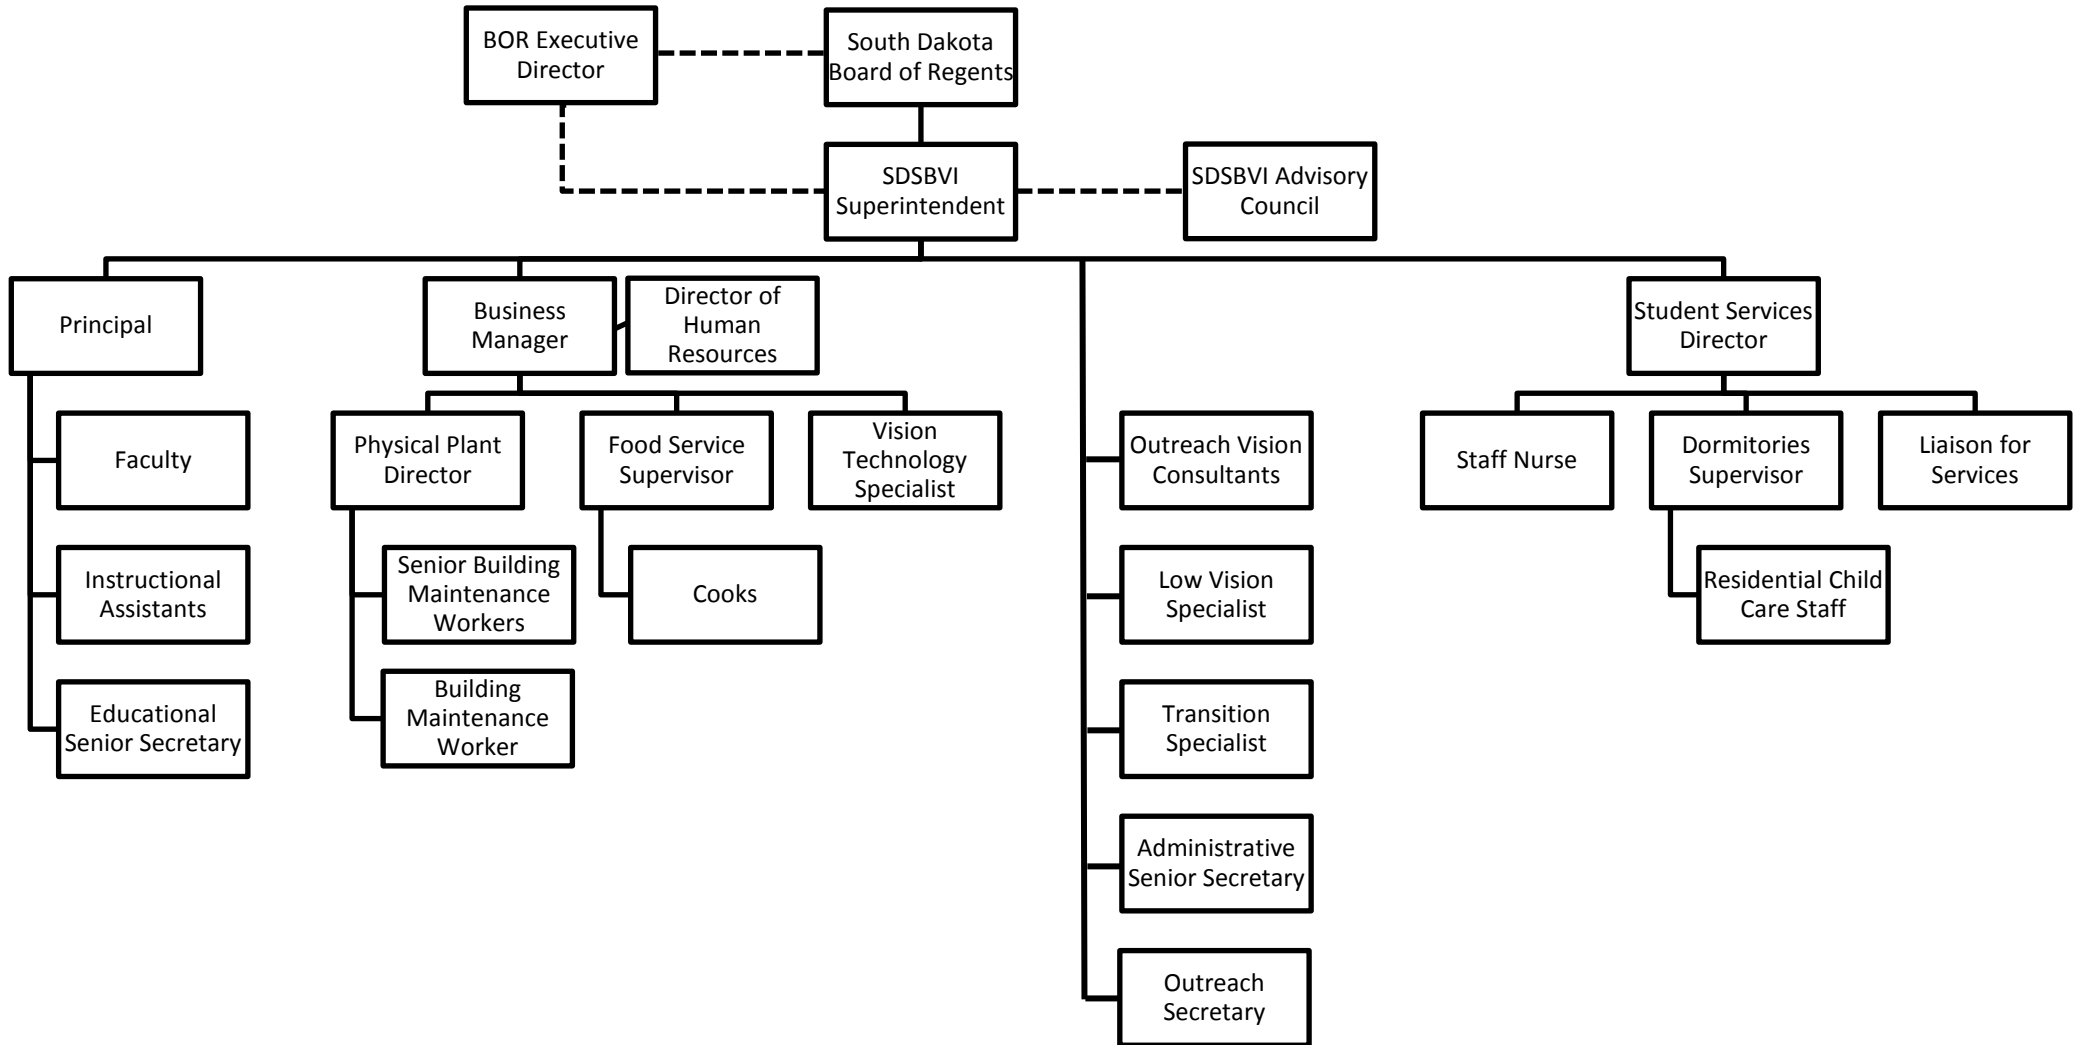 BOR Executive
Director
South Dakota
Board of Regents
SDSBVI
Superintendent
SDSBVI Advisory
Council
Principal
Business
Manager
Director of
Human
Resources
Student Services
Director
Faculty
Instructional
Assistants
Educational
Senior Secretary
Physical Plant
Director
Senior Building
Maintenance
Workers
Building
Maintenance
Worker
Food Service
Supervisor
Cooks
Vision
Technology
Specialist
Outreach Vision
Consultants
Low Vision
Specialist
Transition
Specialist
Administrative
Senior Secretary
Outreach
Secretary
Staff Nurse
Dormitories
Supervisor
Residential Child
Care Staff
Liaison for
Services